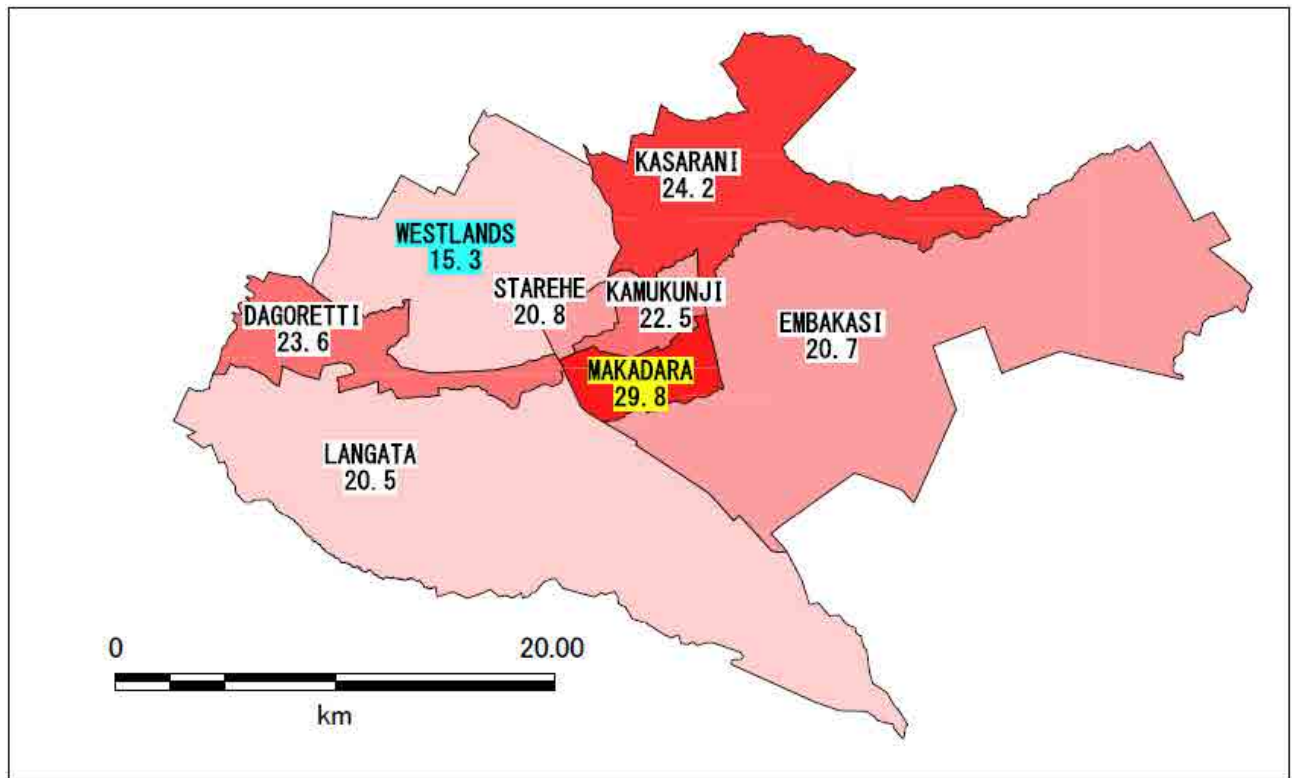 KASARANI
24.2
WESTLANDS
15.3
STAREHE
20.8
KAMUKUNJI
22.5
DAGORETTI
23.6
EMBAKASI
20.7
MAKADARA
29.8
LANGATA
20.5
0 20.00
km